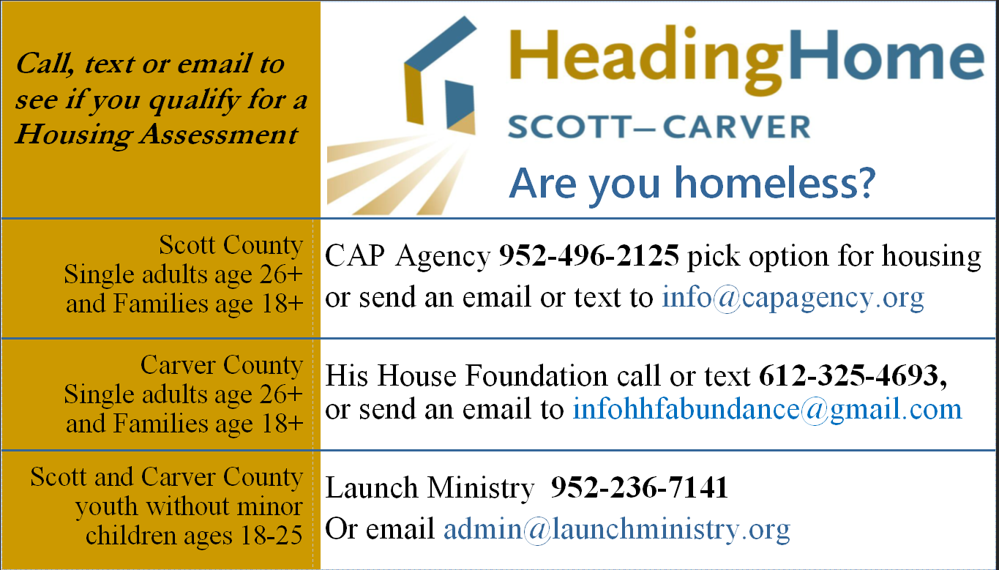 Call, text or email to
see if you qualify for a
Housing Assessment
HeadingHome
SCOTT–CARVER
Are you homeless?
Scott County
Single adults age 26+
and Families age 18+
CAP Agency 952-496-2125 pick option for housing
or send an email or text to info@capagency.org
Carver County
Single adults age 26+
and Families age 18+
His House Foundation call or text 612-325-4693,
or send an email to infohhfabundance@gmail.com
Scott and Carver County
youth without minor
children ages 18-25
Launch Ministry 952-236-7141
Or email admin@launchministry.org